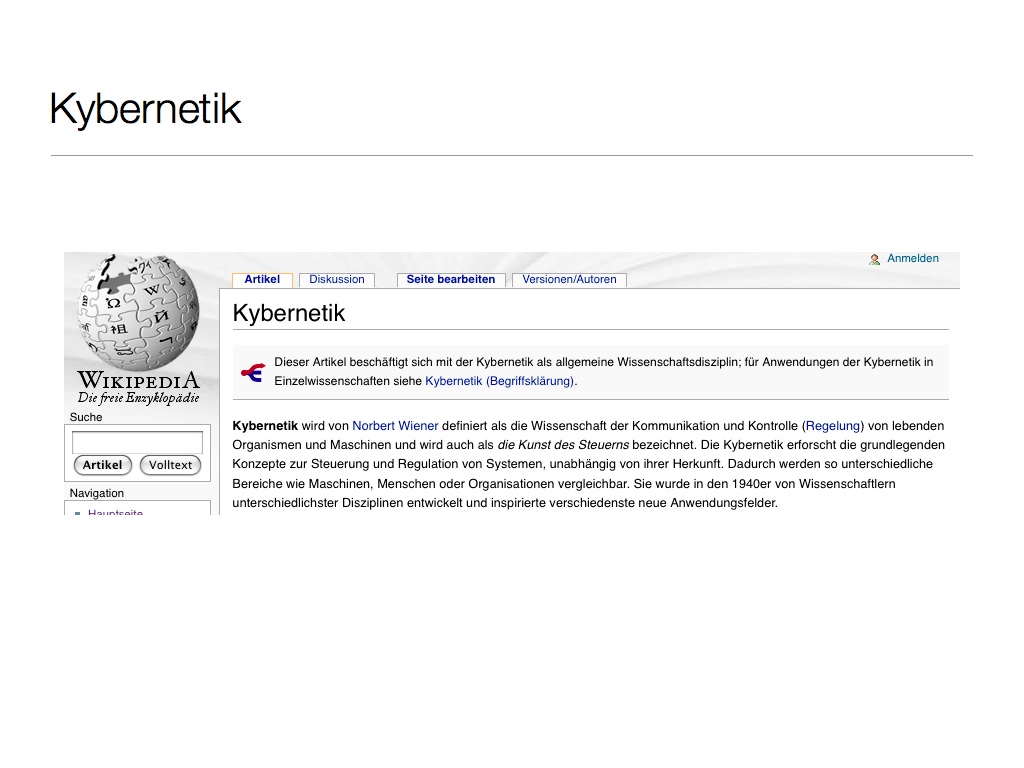 Kybernetik
Anmelden
Artikel Diskussion Seite bearbeiten Versionen/Autoren
Kybernetik
Dieser Artikel beschäftigt sich mit der Kybernetik als allgemeine Wissenschaftsdisziplin; für Anwendungen der Kybernetik in
Einzelwissenschaften siehe Kybernetik (Begriffsklärung).
Kybernetik wird von Norbert Wiener definiert als die Wissenschaft der Kommunikation und Kontrolle (Regelung) von lebenden
Organismen und Maschinen und wird auch als die Kunst des Steuerns bezeichnet. Die Kybernetik erforscht die grundlegenden
Konzepte zur Steuerung und Regulation von Systemen, unabhängig von ihrer Herkunft. Dadurch werden so unterschiedliche
Bereiche wie Maschinen, Menschen oder Organisationen vergleichbar. Sie wurde in den 1940er von Wissenschaftlern
unterschiedlichster Disziplinen entwickelt und inspirierte verschiedenste neue Anwendungsfelder.
Ω W
祖 И
WIKIPEDIA
Die freie Enzyklopädie
Suche
Artikel Volltext
Navigation
Hauptseite